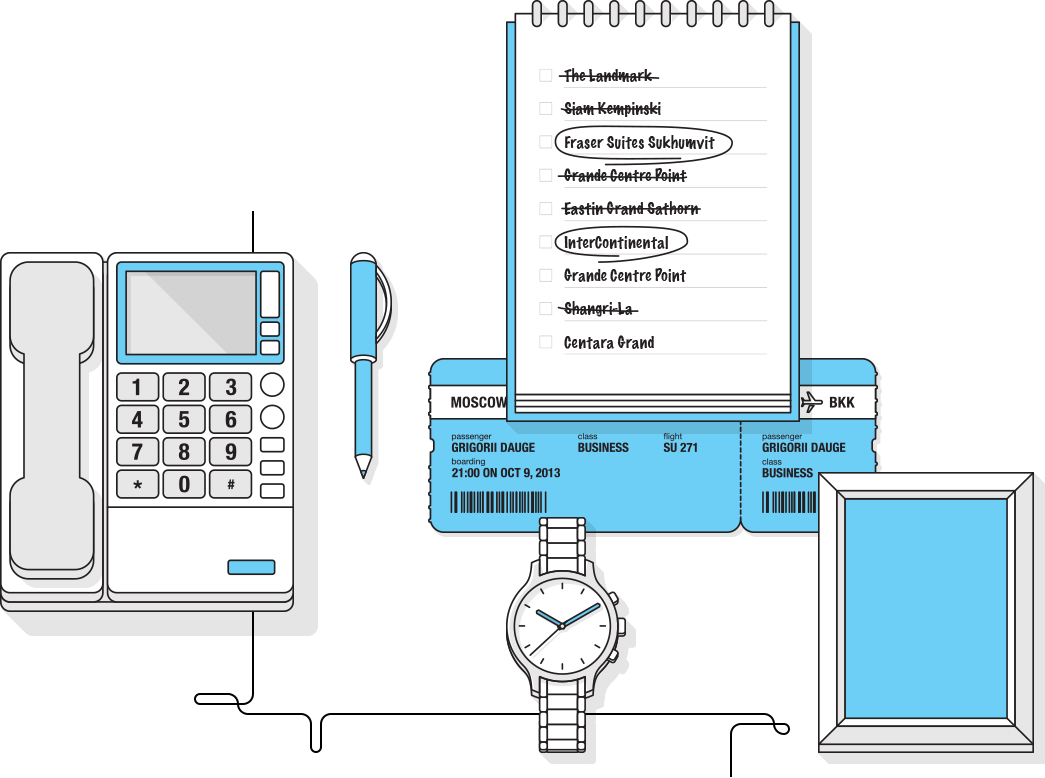 The Landmark
Siam Kempinski
Fraser Suites Sukhumvit
Grande Centre Point
Eastin Grand Sathorn
InterContinental
Grande Centre Point
Shangri-La
Centara Grand
1 2 3
4 5 6
7 8 9
* 0 #
MOSCOW BKK
passenger class flight passenger
GRIGORII DAUGE BUSINESS SU 271 GRIGORII DAUGE
boarding class
21:00 ON OCT 9, 2013 BUSINESS